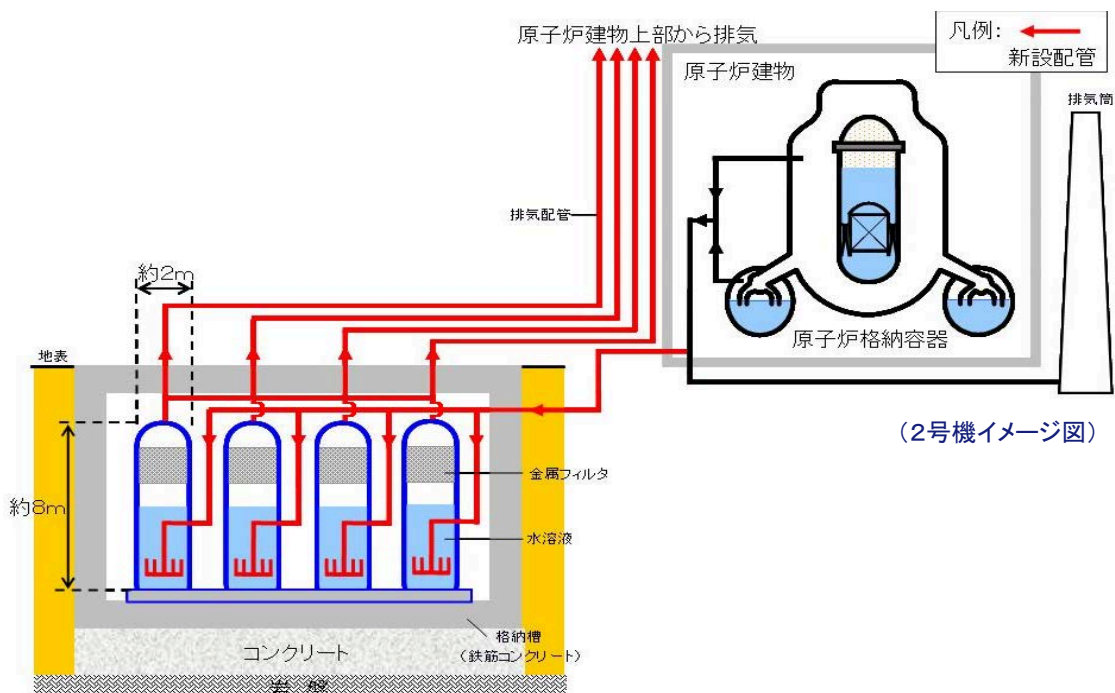 原子炉建物上部から排気
凡例：
新設配管
原子炉建物
排気筒
排気配管
約2m
原子炉格納容器
地表
（２号機イメージ図）
金属フィルタ
約8m
水溶液
格納槽
（鉄筋コンクリート）
コンクリート
岩盤